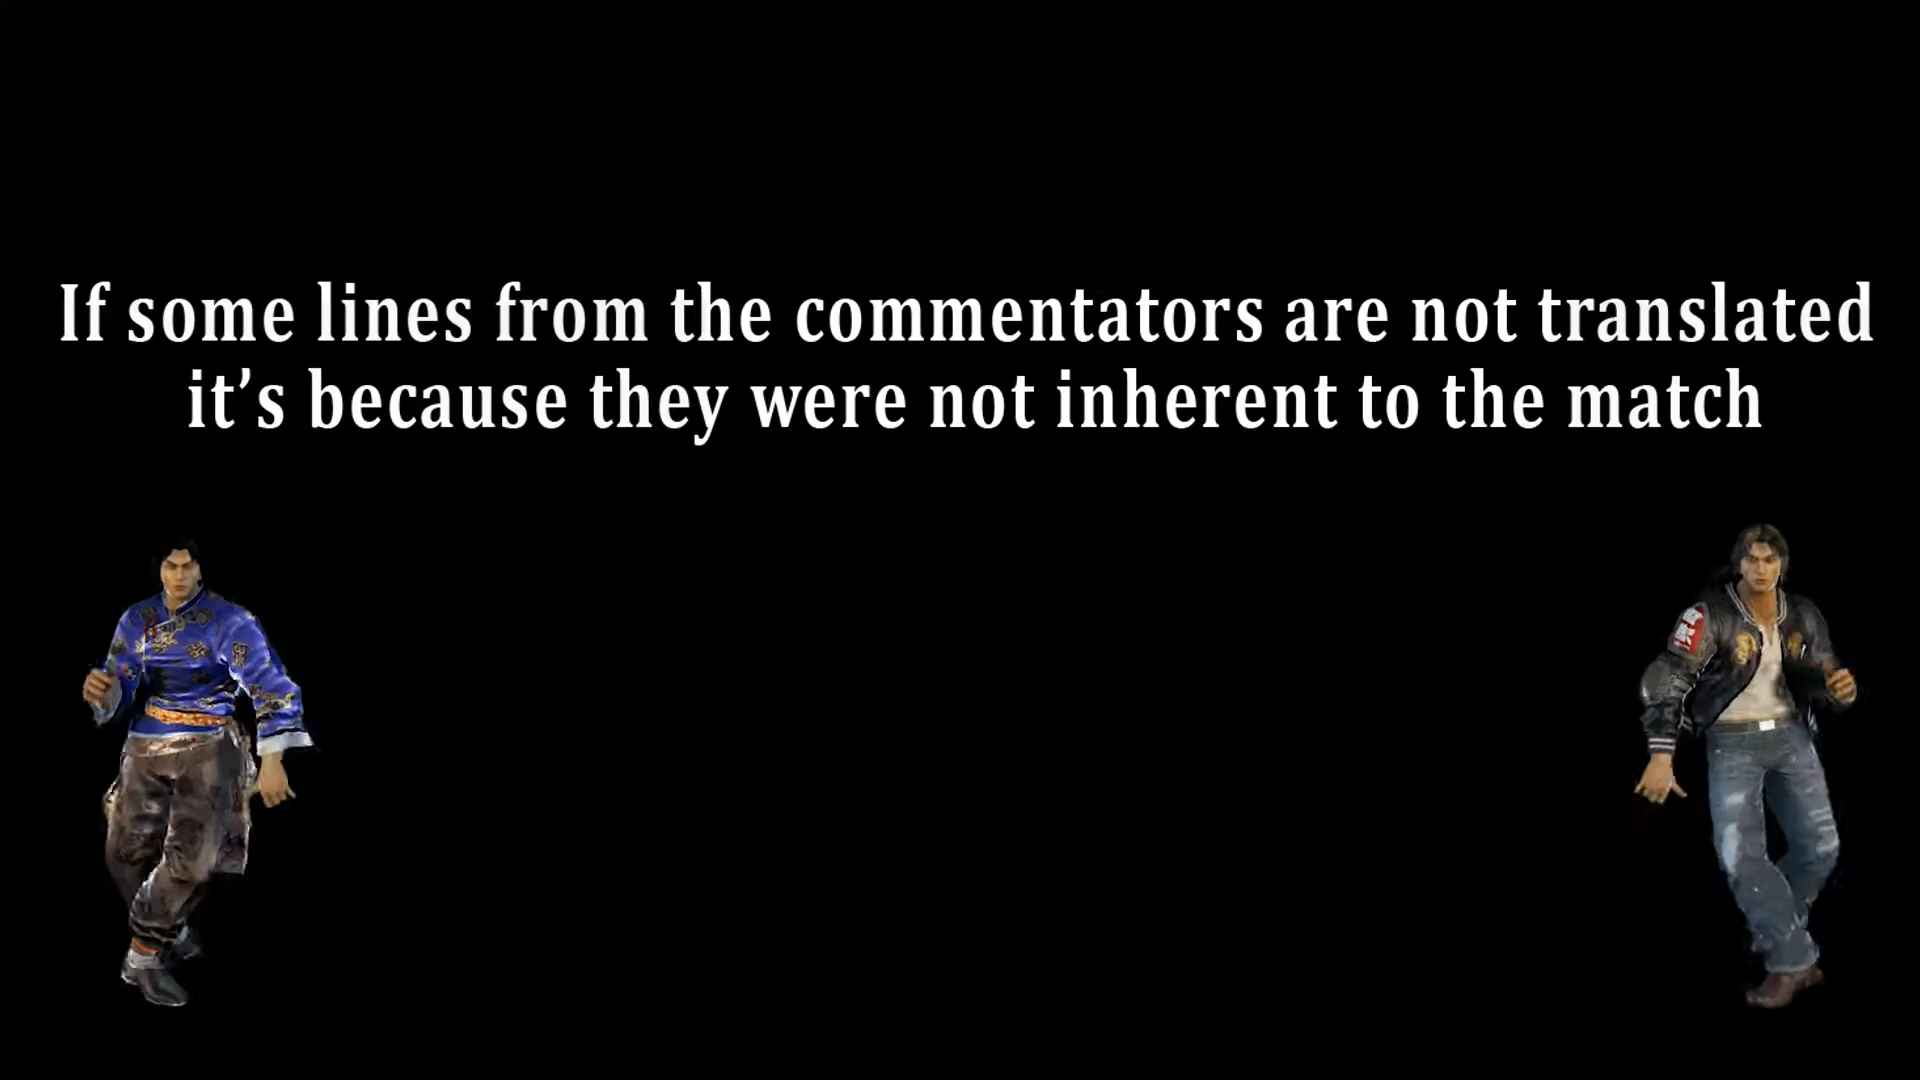 If some lines from the commentators are not translated
it’s because they were not inherent to the match